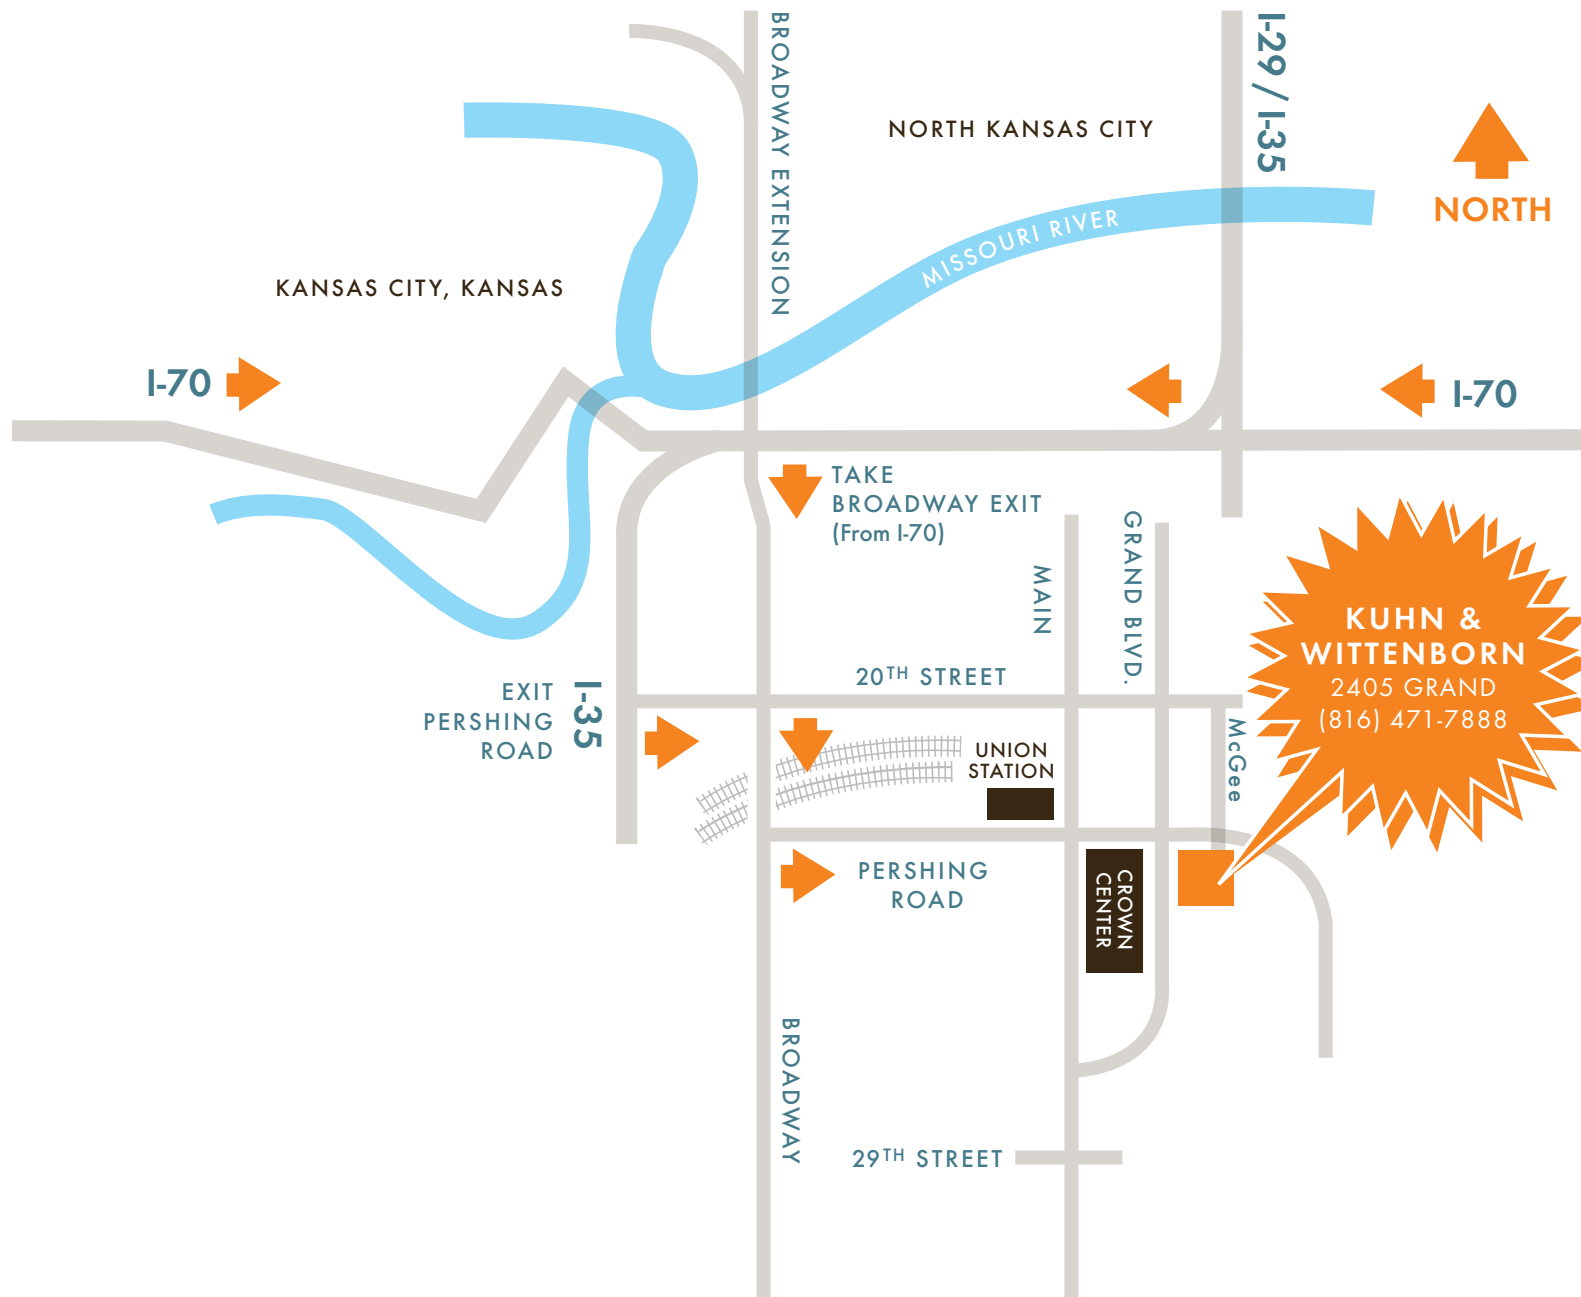 BROADWAY EXTENSION
I-29 / I-35
NORTH KANSAS CITY
NORTH
MISSOURI RIVER
KANSAS CITY, KANSAS
I-70
I-70
TAKE
BROADWAY EXIT
(From I-70)
MAIN
GRAND BLVD.
KUHN &
WITTENBORN
2405 GRAND
(816) 471-7888
20TH STREET
EXIT
PERSHING
ROAD
I-35
McGee
UNION
STATION
PERSHING
ROAD
CROWN
CENTER
BROADWAY
29TH STREET